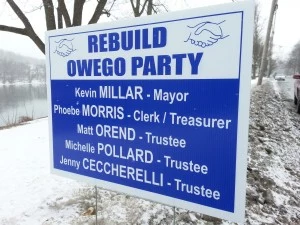 REBUILD
OWEGO PARTY
Kevin MILLAR - Mayor
Phoebe MORRIS - Clerk / Treasurer
Matt OREND - Trustee
Michelle POLLARD - Trustee
Jenny CECCHERELLI - Trustee